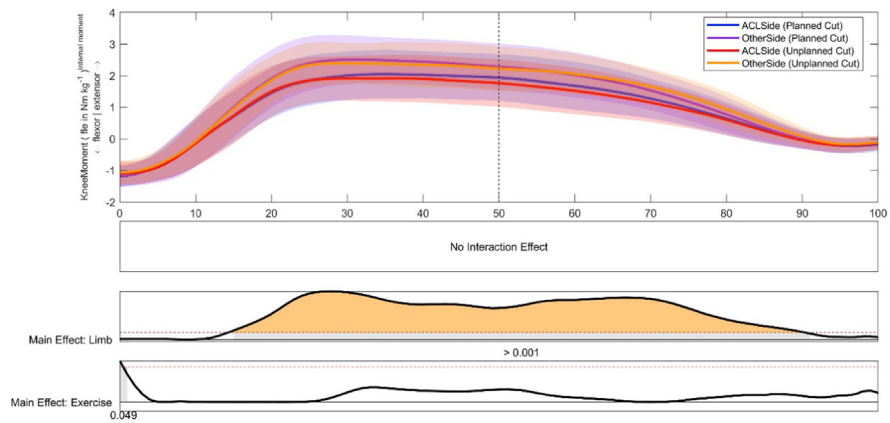 ACLSide (Planned Cut)
OtherSide (Planned Cut)
ACLSide (Unplanned Cut)
OtherSide (Unplanned Cut)
KneeMoment ( fle in Nm kg⁻¹ ) internal moment
← flexor | extensor →
4
3
2
1
0
-1
-2
0 10 20 30 40 50 60 70 80 90 100
No Interaction Effect
Main Effect: Limb
> 0.001
Main Effect: Exercise
0.049